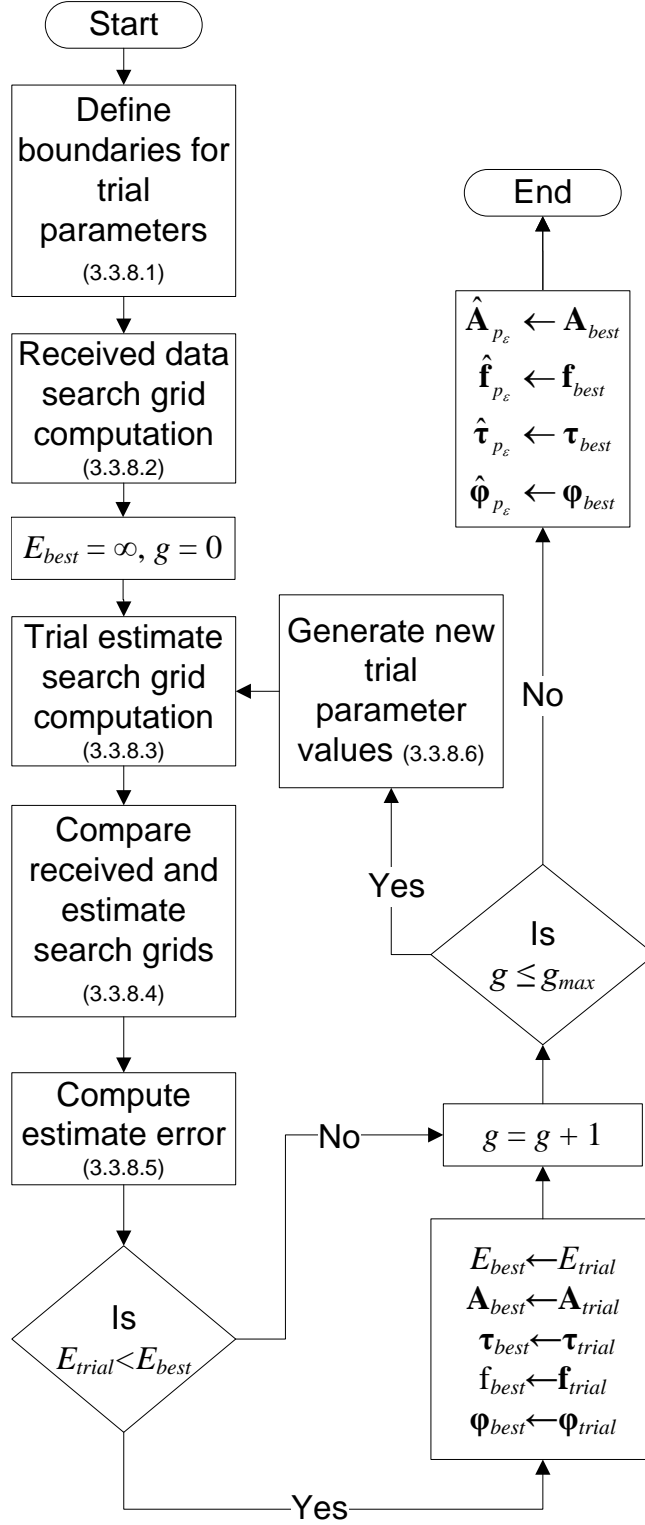 Start
Define
boundaries for
trial
parameters
(3.3.8.1)
Received data
search grid
computation
(3.3.8.2)
E_best = ∞, g = 0
Trial estimate
search grid
computation
(3.3.8.3)
Compare
received and
estimate
search grids
(3.3.8.4)
Compute
estimate error
(3.3.8.5)
Is
E_trial<E_best
No
Yes
E_best←E_trial
A_best←A_trial
τ_best←τ_trial
f_best←f_trial
φ_best←φ_trial
g = g + 1
Is
g ≤ g_max
Yes
Generate new
trial
parameter
values (3.3.8.6)
No
Â_pε ← A_best
f̂_pε ← f_best
τ̂_pε ← τ_best
φ̂_pε ← φ_best
End